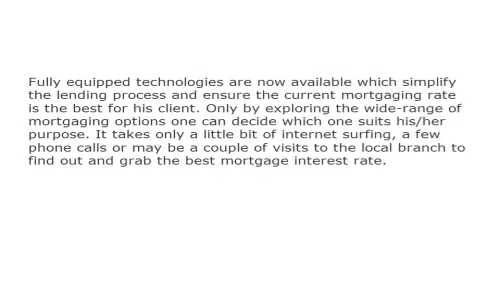 Fully equipped technologies are now available which simplify
the lending process and ensure the current mortgaging rate
is the best for his client. Only by exploring the wide-range of
mortgaging options one can decide which one suits his/her
purpose. It takes only a little bit of internet surfing, a few
phone calls or may be a couple of visits to the local branch to
find out and grab the best mortgage interest rate.